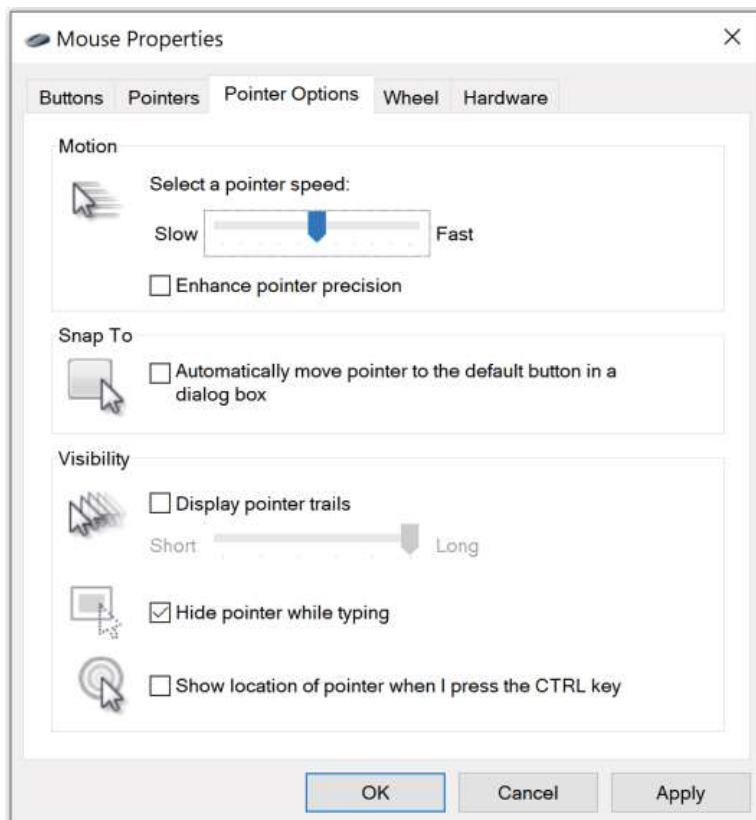 Mouse Properties
Buttons Pointers Pointer Options Wheel Hardware
Motion
Select a pointer speed:
Slow Fast
Enhance pointer precision
Snap To
Automatically move pointer to the default button in a
dialog box
Visibility
Display pointer trails
Short Long
Hide pointer while typing
Show location of pointer when I press the CTRL key
OK Cancel Apply